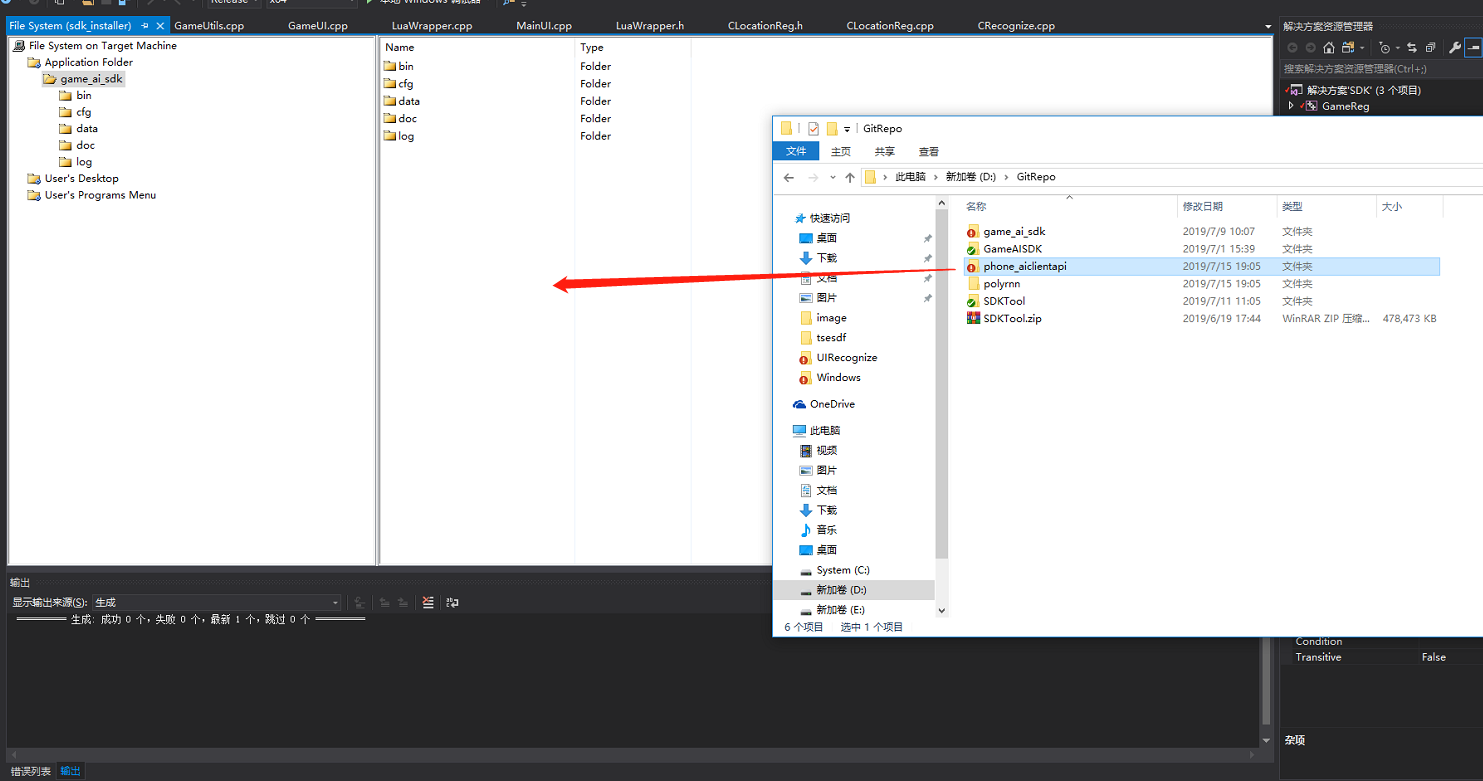 Release x64 本地 Windows 调试器
File System (sdk_installer) GameUtils.cpp GameUI.cpp LuaWrapper.cpp MainUI.cpp LuaWrapper.h CLocationReg.h CLocationReg.cpp CRecognize.cpp
File System on Target Machine
Application Folder
game_ai_sdk
bin
cfg
data
doc
log
User's Desktop
User's Programs Menu
Name Type
bin Folder
cfg Folder
data Folder
doc Folder
log Folder
解决方案资源管理器
搜索解决方案资源管理器(Ctrl+;)
解决方案'SDK' (3 个项目)
GameReg
GitRepo
文件 主页 共享 查看
此电脑 › 新加卷 (D:) › GitRepo
快速访问
桌面
下载
文档
图片
image
tsesdf
UIRecognize
Windows
OneDrive
此电脑
视频
图片
文档
下载
音乐
桌面
System (C:)
新加卷 (D:)
新加卷 (E:)
名称 修改日期 类型 大小
game_ai_sdk 2019/7/9 10:07 文件夹
GameAISDK 2019/7/1 15:39 文件夹
phone_aiclientapi 2019/7/15 19:05 文件夹
polyrnn 2019/7/15 19:05 文件夹
SDKTool 2019/7/11 11:05 文件夹
SDKTool.zip 2019/6/19 17:44 WinRAR ZIP 压缩... 478,473 KB
6 个项目 选中 1 个项目
输出
显示输出来源(S): 生成
========== 生成: 成功 0 个，失败 0 个，最新 1 个，跳过 0 个 ==========
Condition
Transitive False
杂项
错误列表 输出